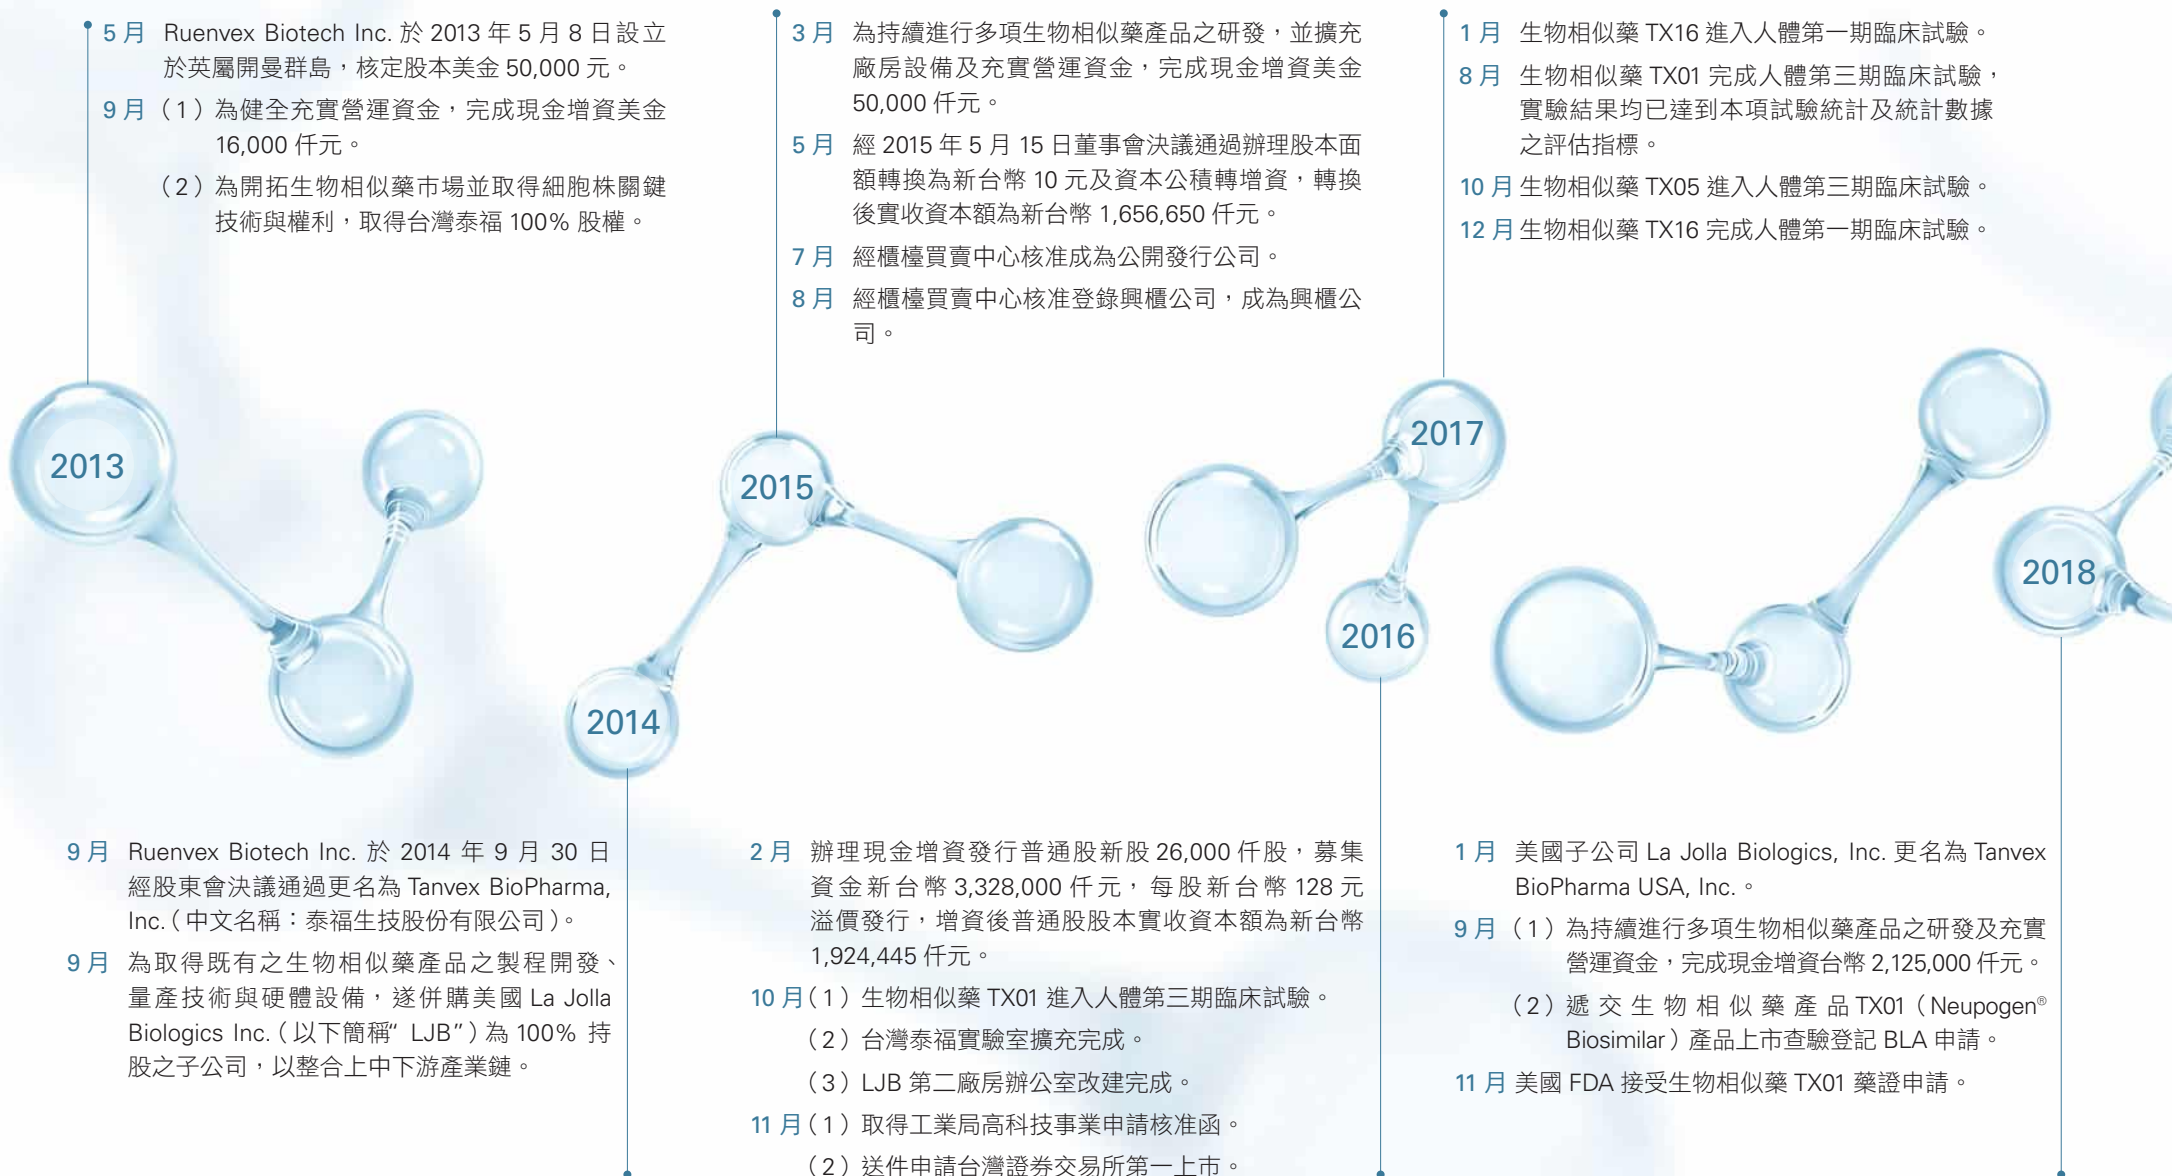 5 月 Ruenvex Biotech Inc. 於 2013 年 5 月 8 日設立
於英屬開曼群島，核定股本美金 50,000 元。
9 月（1）為健全充實營運資金，完成現金增資美金
16,000 仟元。
（2）為開拓生物相似藥市場並取得細胞株關鍵
技術與權利，取得台灣泰福 100% 股權。
3 月 為持續進行多項生物相似藥產品之研發，並擴充
廠房設備及充實營運資金，完成現金增資美金
50,000 仟元。
5 月 經 2015 年 5 月 15 日董事會決議通過辦理股本面
額轉換為新台幣 10 元及資本公積轉增資，轉換
後實收資本額為新台幣 1,656,650 仟元。
7 月 經櫃檯買賣中心核准成為公開發行公司。
8 月 經櫃檯買賣中心核准登錄興櫃公司，成為興櫃公
司。
1 月 生物相似藥 TX16 進入人體第一期臨床試驗。
8 月 生物相似藥 TX01 完成人體第三期臨床試驗，
實驗結果均已達到本項試驗統計及統計數據
之評估指標。
10 月 生物相似藥 TX05 進入人體第三期臨床試驗。
12 月 生物相似藥 TX16 完成人體第一期臨床試驗。
2013
2015
2017
2018
2016
2014
9 月 Ruenvex Biotech Inc. 於 2014 年 9 月 30 日
經股東會決議通過更名為 Tanvex BioPharma,
Inc.（中文名稱：泰福生技股份有限公司）。
9 月 為取得既有之生物相似藥產品之製程開發、
量產技術與硬體設備，遂併購美國 La Jolla
Biologics Inc.（以下簡稱“ LJB”）為 100% 持
股之子公司，以整合上中下游產業鏈。
2 月 辦理現金增資發行普通股新股 26,000 仟股，募集
資金新台幣 3,328,000 仟元，每股新台幣 128 元
溢價發行，增資後普通股股本實收資本額為新台幣
1,924,445 仟元。
10 月（1）生物相似藥 TX01 進入人體第三期臨床試驗。
（2）台灣泰福實驗室擴充完成。
（3）LJB 第二廠房辦公室改建完成。
11 月（1）取得工業局高科技事業申請核准函。
（2）送件申請台灣證券交易所第一上市。
1 月 美國子公司 La Jolla Biologics, Inc. 更名為 Tanvex
BioPharma USA, Inc.。
9 月（1）為持續進行多項生物相似藥產品之研發及充實
營運資金，完成現金增資台幣 2,125,000 仟元。
（2）遞交生物相似藥產品TX01（Neupogen®
Biosimilar）產品上市查驗登記 BLA 申請。
11 月 美國 FDA 接受生物相似藥 TX01 藥證申請。